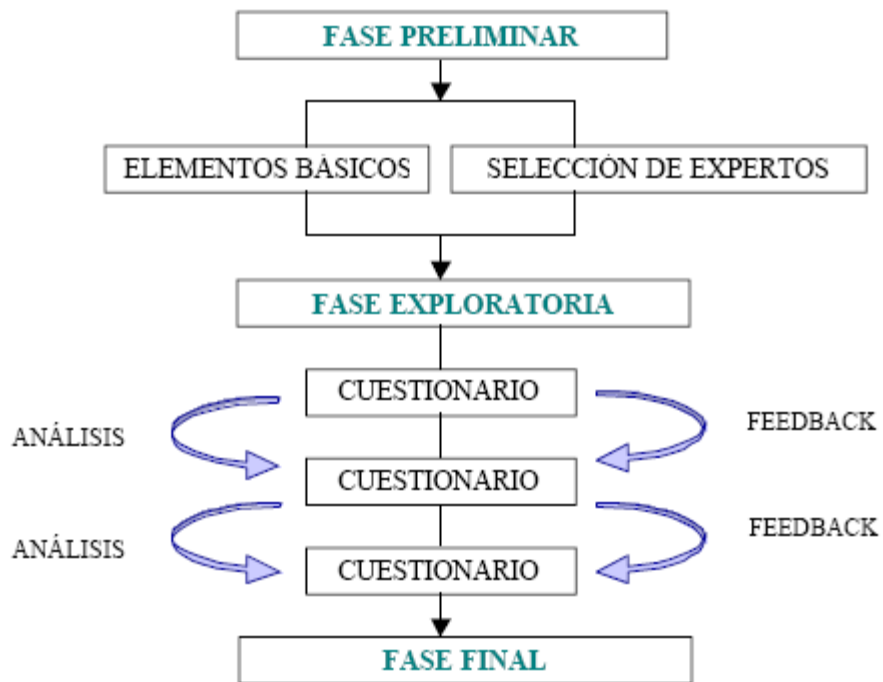 FASE PRELIMINAR
ELEMENTOS BÁSICOS
SELECCIÓN DE EXPERTOS
FASE EXPLORATORIA
CUESTIONARIO
ANÁLISIS
FEEDBACK
CUESTIONARIO
ANÁLISIS
FEEDBACK
CUESTIONARIO
FASE FINAL